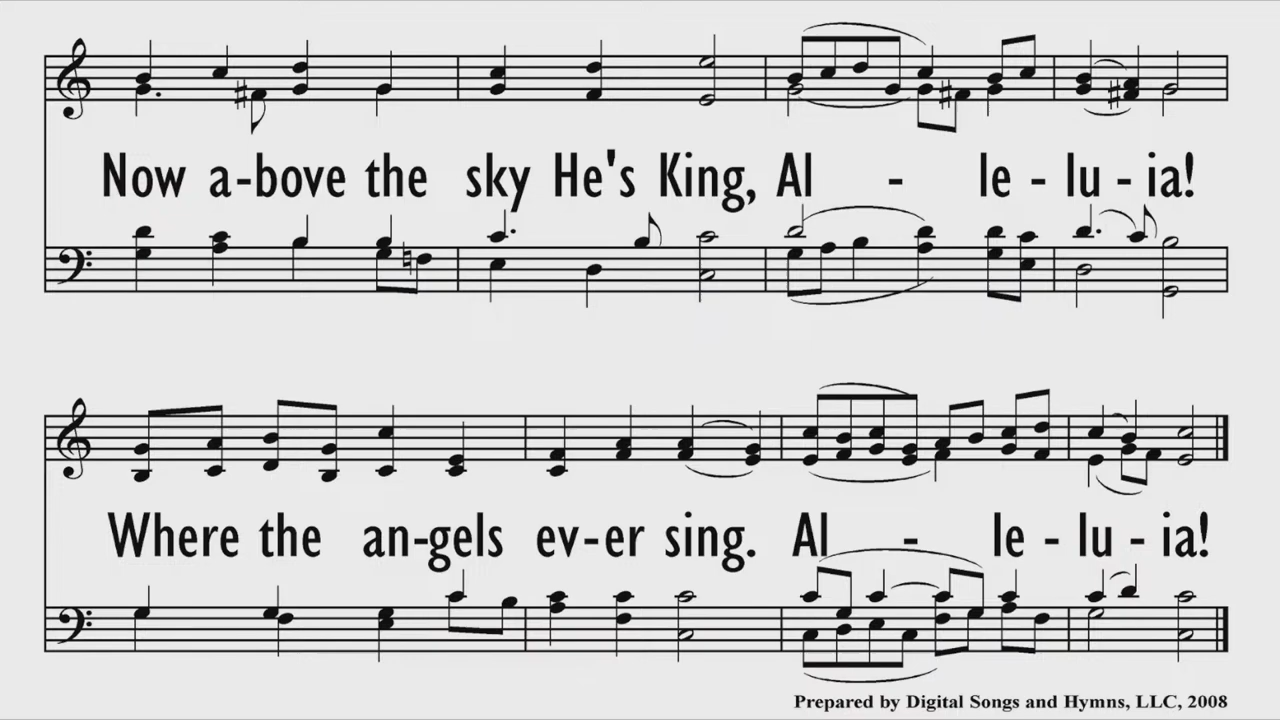 Now a-bove the sky He's King, Al - le - lu - ia!
Where the an-gels ev-er sing. Al - le - lu - ia!
Prepared by Digital Songs and Hymns, LLC, 2008